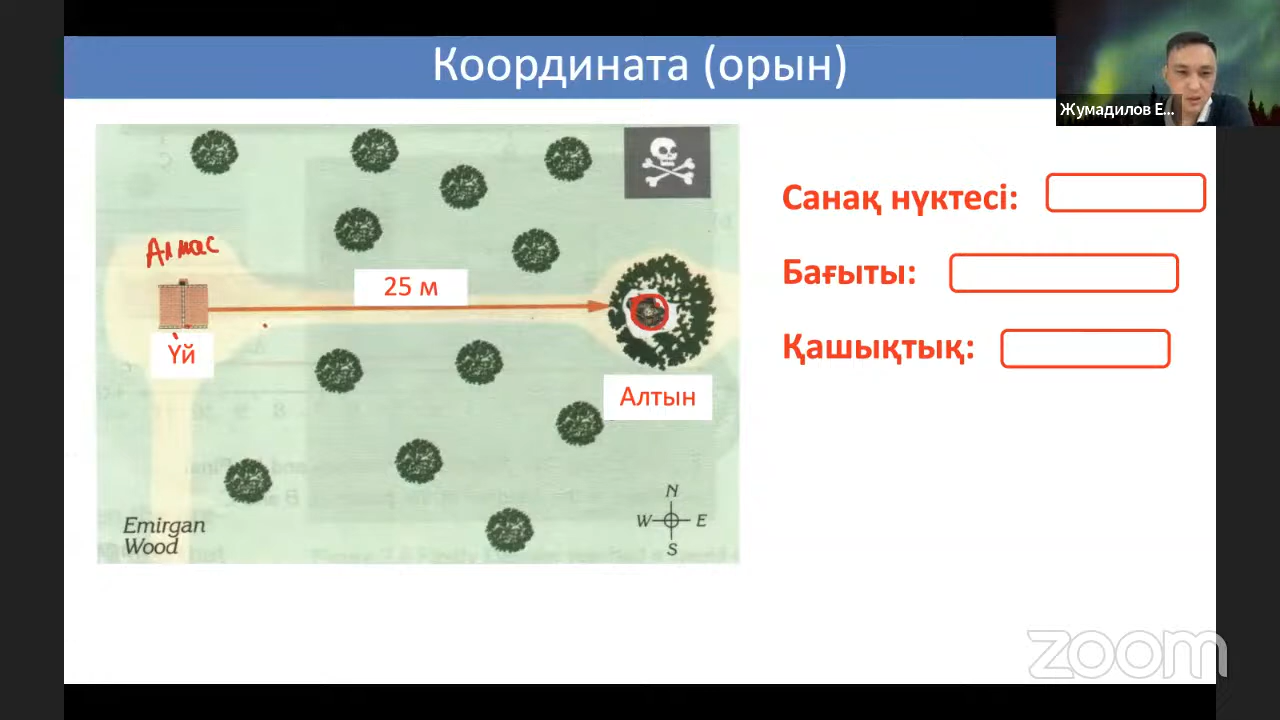 Координата (орын)
Жумадилов Е...
Алмас
25 м
Үй
Алтын
N
W E
S
Emirgan
Wood
Санақ нүктесі:
Бағыты:
Қашықтық:
zoom